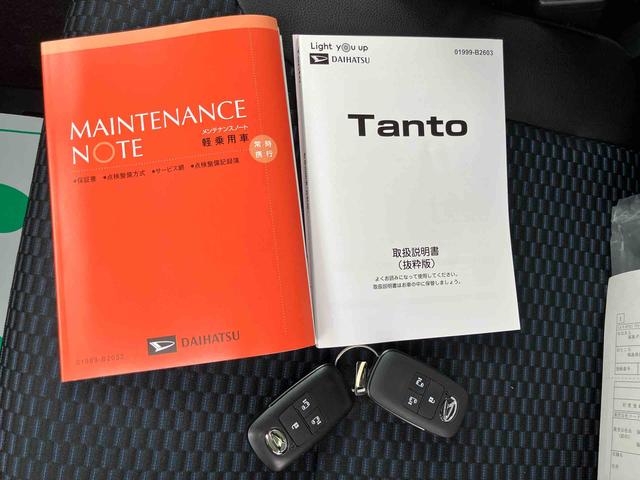 MAINTENANCE
NOTE
メンテナンスノート
軽乗用車
常時
携行
●保証書 ●点検整備方式 ●サービス網 ●点検整備記録簿
DAIHATSU
01999-B2603
Light you up
DAIHATSU
Tanto
取扱説明書
（抜粋版）
よくお読みになって使用してください。
取扱説明書はお車の中に保管しましょう。